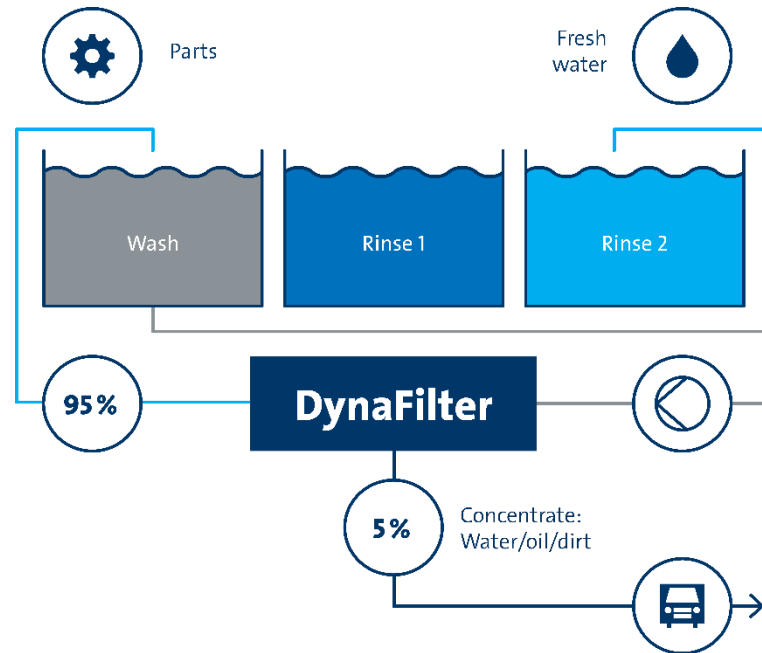 Parts
Fresh
water
Wash
Rinse 1
Rinse 2
95%
DynaFilter
5%
Concentrate:
Water/oil/dirt